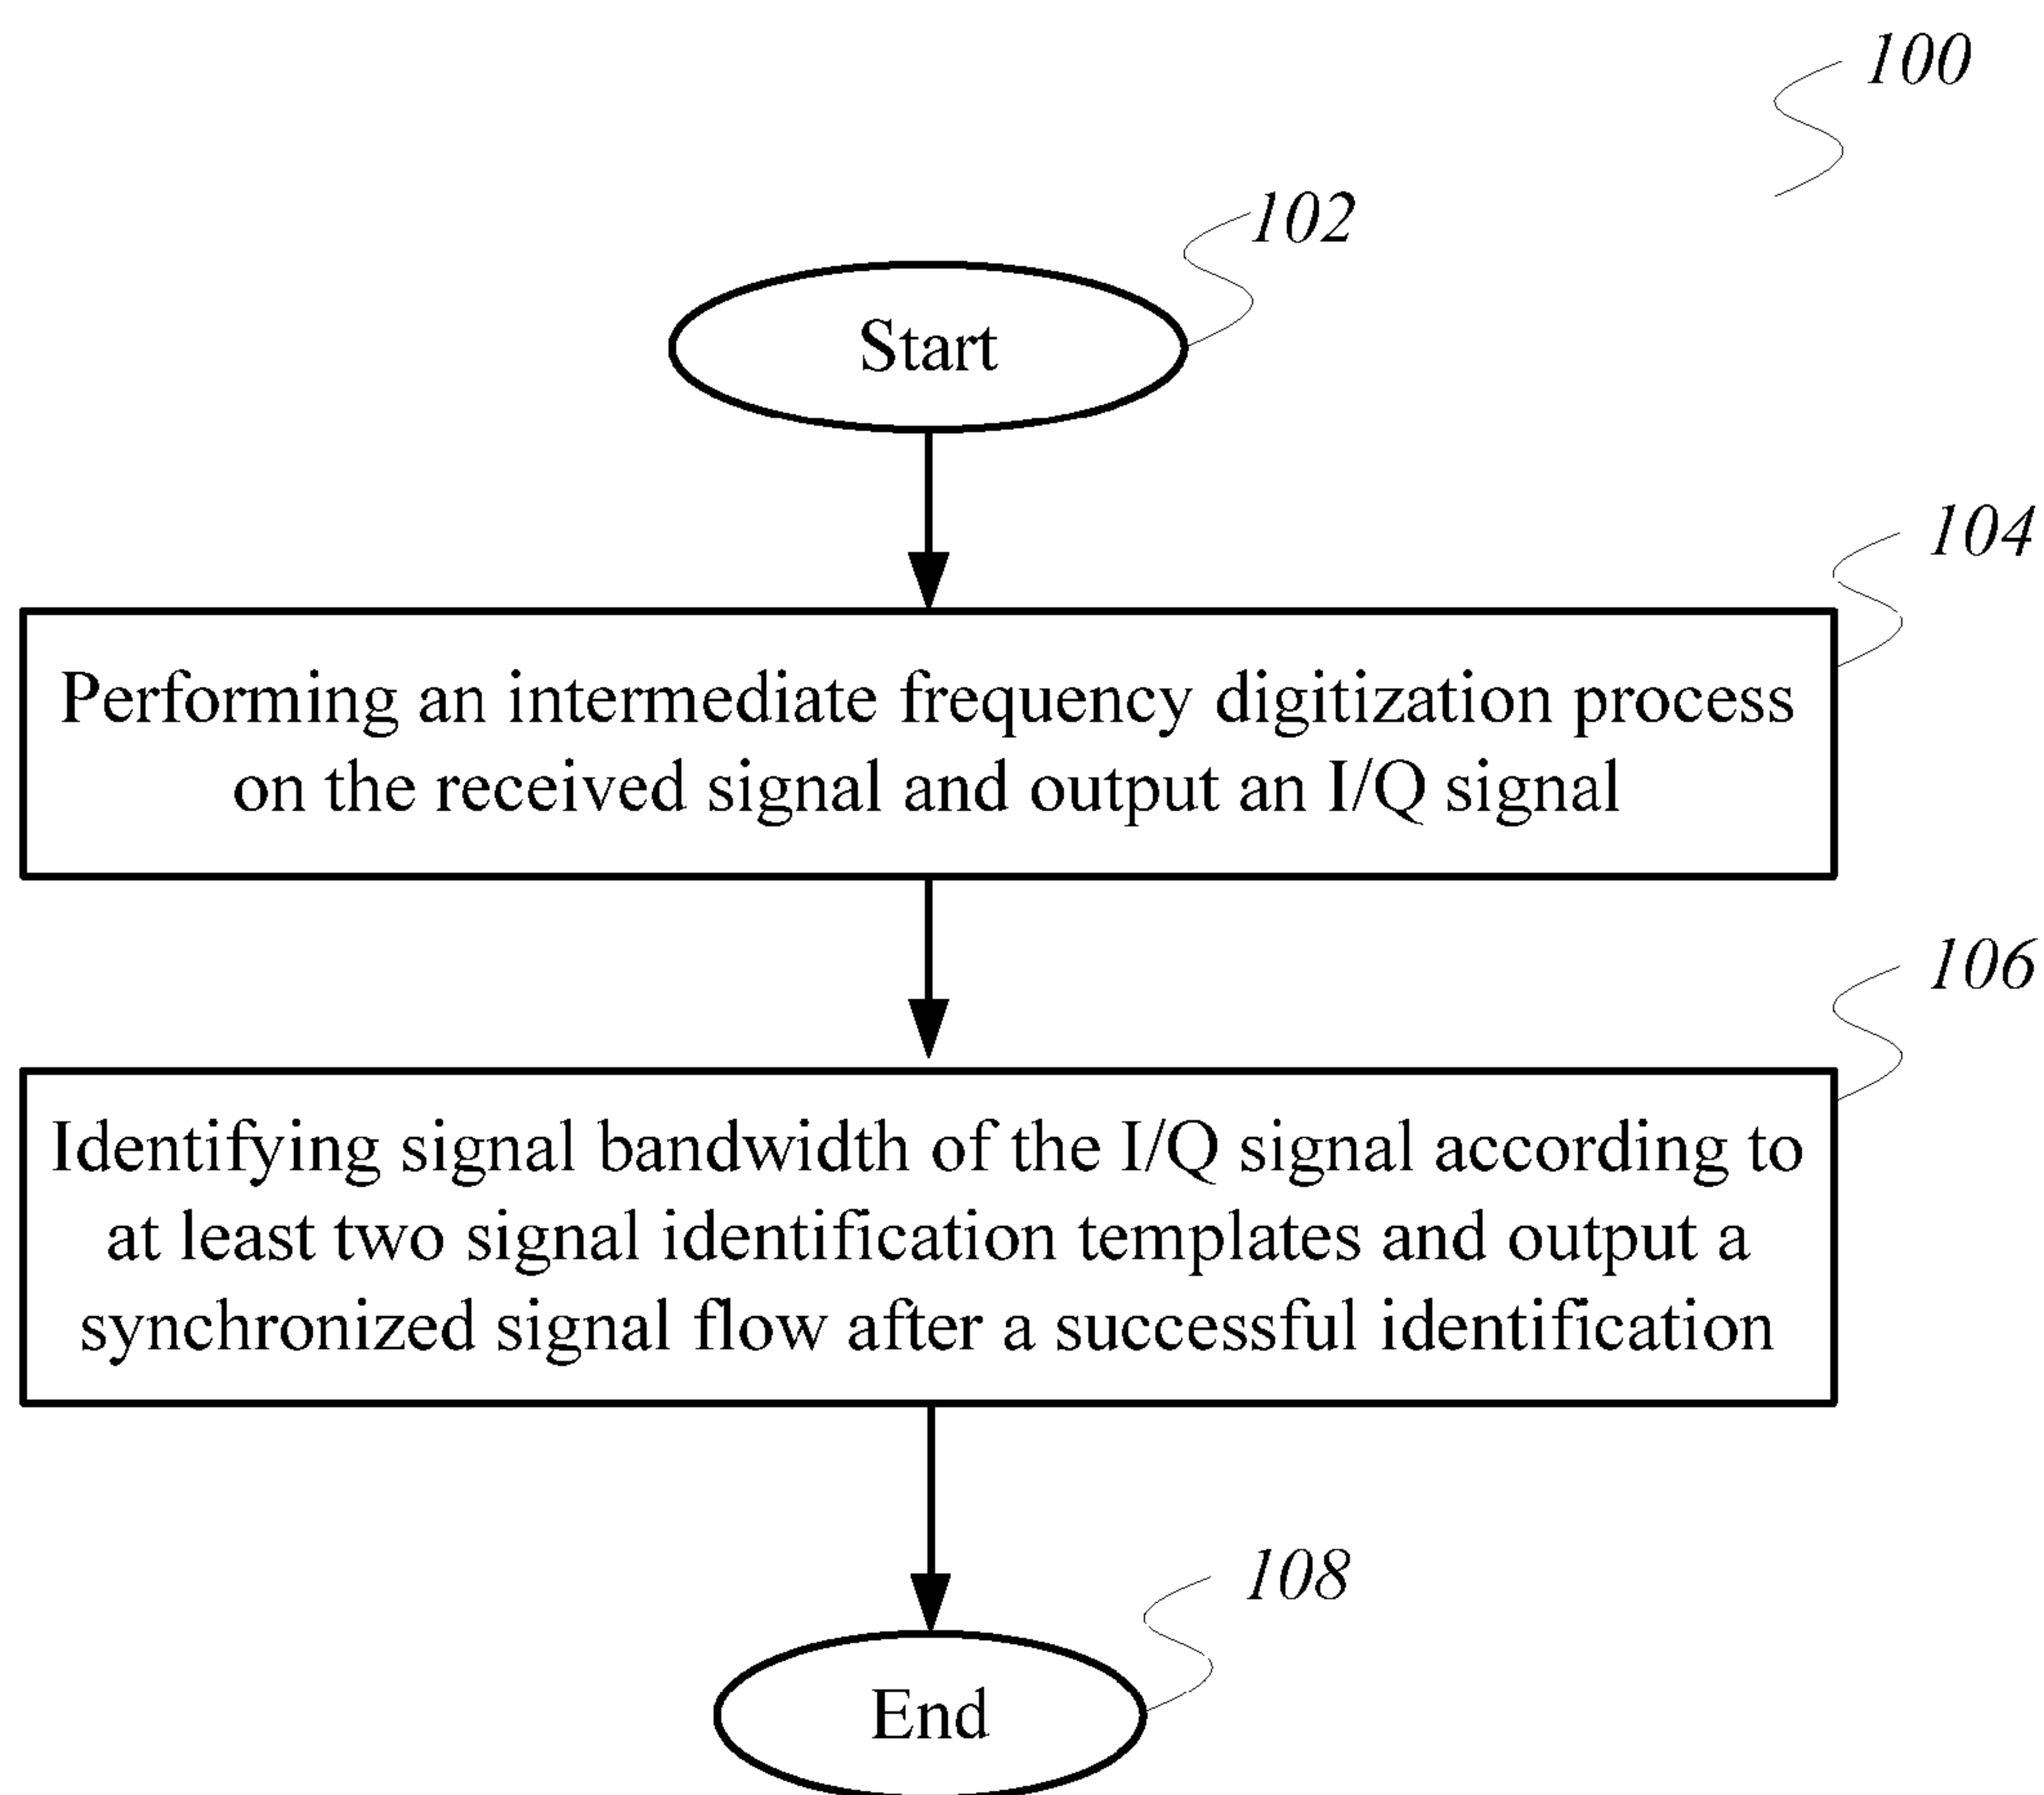 100
102
Start
104
Performing an intermediate frequency digitization process
on the received signal and output an I/Q signal
106
Identifying signal bandwidth of the I/Q signal according to
at least two signal identification templates and output a
synchronized signal flow after a successful identification
108
End